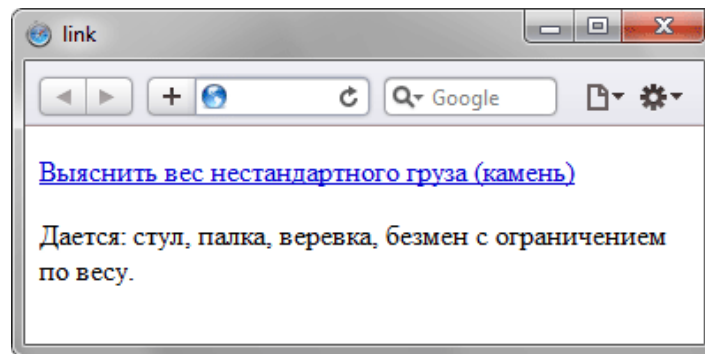 link
Google
Выяснить вес нестандартного груза (камень)
Дается: стул, палка, веревка, безмен с ограничением
по весу.